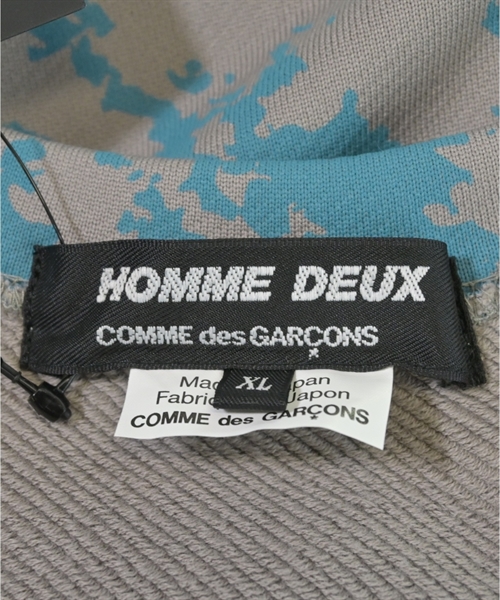 HOMME DEUX
COMME des GARÇONS
XL
COMME des GARÇONS